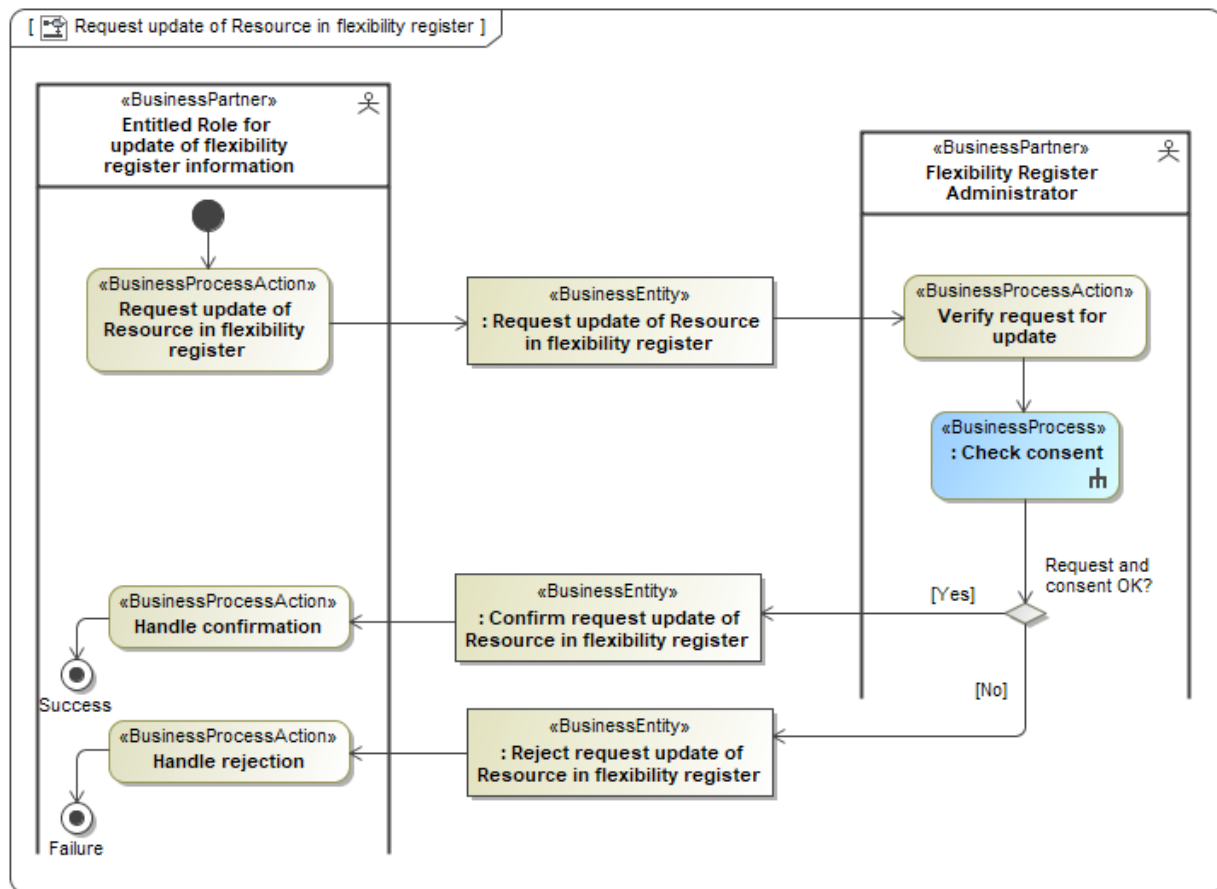 [ Request update of Resource in flexibility register ]
«BusinessPartner»
Entitled Role for
update of flexibility
register information
«BusinessPartner»
Flexibility Register
Administrator
«BusinessProcessAction»
Request update of
Resource in flexibility
register
«BusinessEntity»
: Request update of Resource
in flexibility register
«BusinessProcessAction»
Verify request for
update
«BusinessProcess»
: Check consent
Request and
consent OK?
[Yes]
«BusinessEntity»
: Confirm request update of
Resource in flexibility register
«BusinessProcessAction»
Handle confirmation
Success
[No]
«BusinessEntity»
: Reject request update of
Resource in flexibility register
«BusinessProcessAction»
Handle rejection
Failure